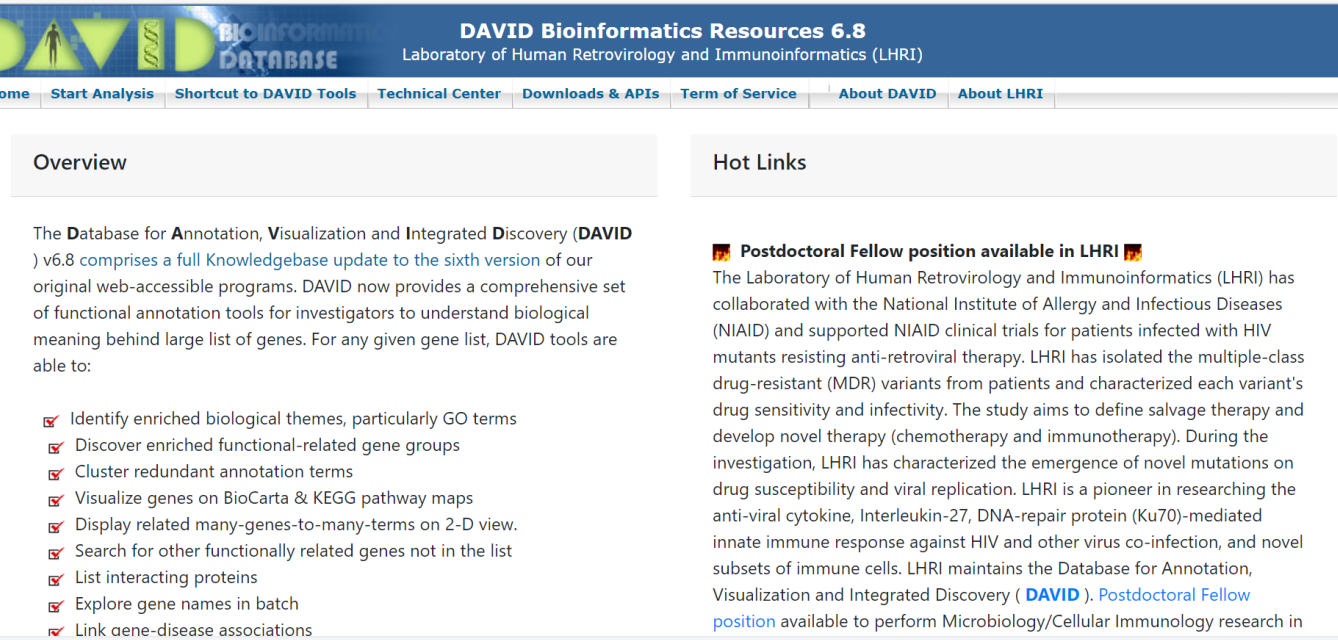 DAVID BIOINFORMATICS
DATABASE
DAVID Bioinformatics Resources 6.8
Laboratory of Human Retrovirology and Immunoinformatics (LHRI)
ome Start Analysis Shortcut to DAVID Tools Technical Center Downloads & APIs Term of Service About DAVID About LHRI
Overview
The Database for Annotation, Visualization and Integrated Discovery (DAVID
) v6.8 comprises a full Knowledgebase update to the sixth version of our
original web-accessible programs. DAVID now provides a comprehensive set
of functional annotation tools for investigators to understand biological
meaning behind large list of genes. For any given gene list, DAVID tools are
able to:
Identify enriched biological themes, particularly GO terms
Discover enriched functional-related gene groups
Cluster redundant annotation terms
Visualize genes on BioCarta & KEGG pathway maps
Display related many-genes-to-many-terms on 2-D view.
Search for other functionally related genes not in the list
List interacting proteins
Explore gene names in batch
Link gene-disease associations
Hot Links
Postdoctoral Fellow position available in LHRI
The Laboratory of Human Retrovirology and Immunoinformatics (LHRI) has
collaborated with the National Institute of Allergy and Infectious Diseases
(NIAID) and supported NIAID clinical trials for patients infected with HIV
mutants resisting anti-retroviral therapy. LHRI has isolated the multiple-class
drug-resistant (MDR) variants from patients and characterized each variant's
drug sensitivity and infectivity. The study aims to define salvage therapy and
develop novel therapy (chemotherapy and immunotherapy). During the
investigation, LHRI has characterized the emergence of novel mutations on
drug susceptibility and viral replication. LHRI is a pioneer in researching the
anti-viral cytokine, Interleukin-27, DNA-repair protein (Ku70)-mediated
innate immune response against HIV and other virus co-infection, and novel
subsets of immune cells. LHRI maintains the Database for Annotation,
Visualization and Integrated Discovery ( DAVID ). Postdoctoral Fellow
position available to perform Microbiology/Cellular Immunology research in